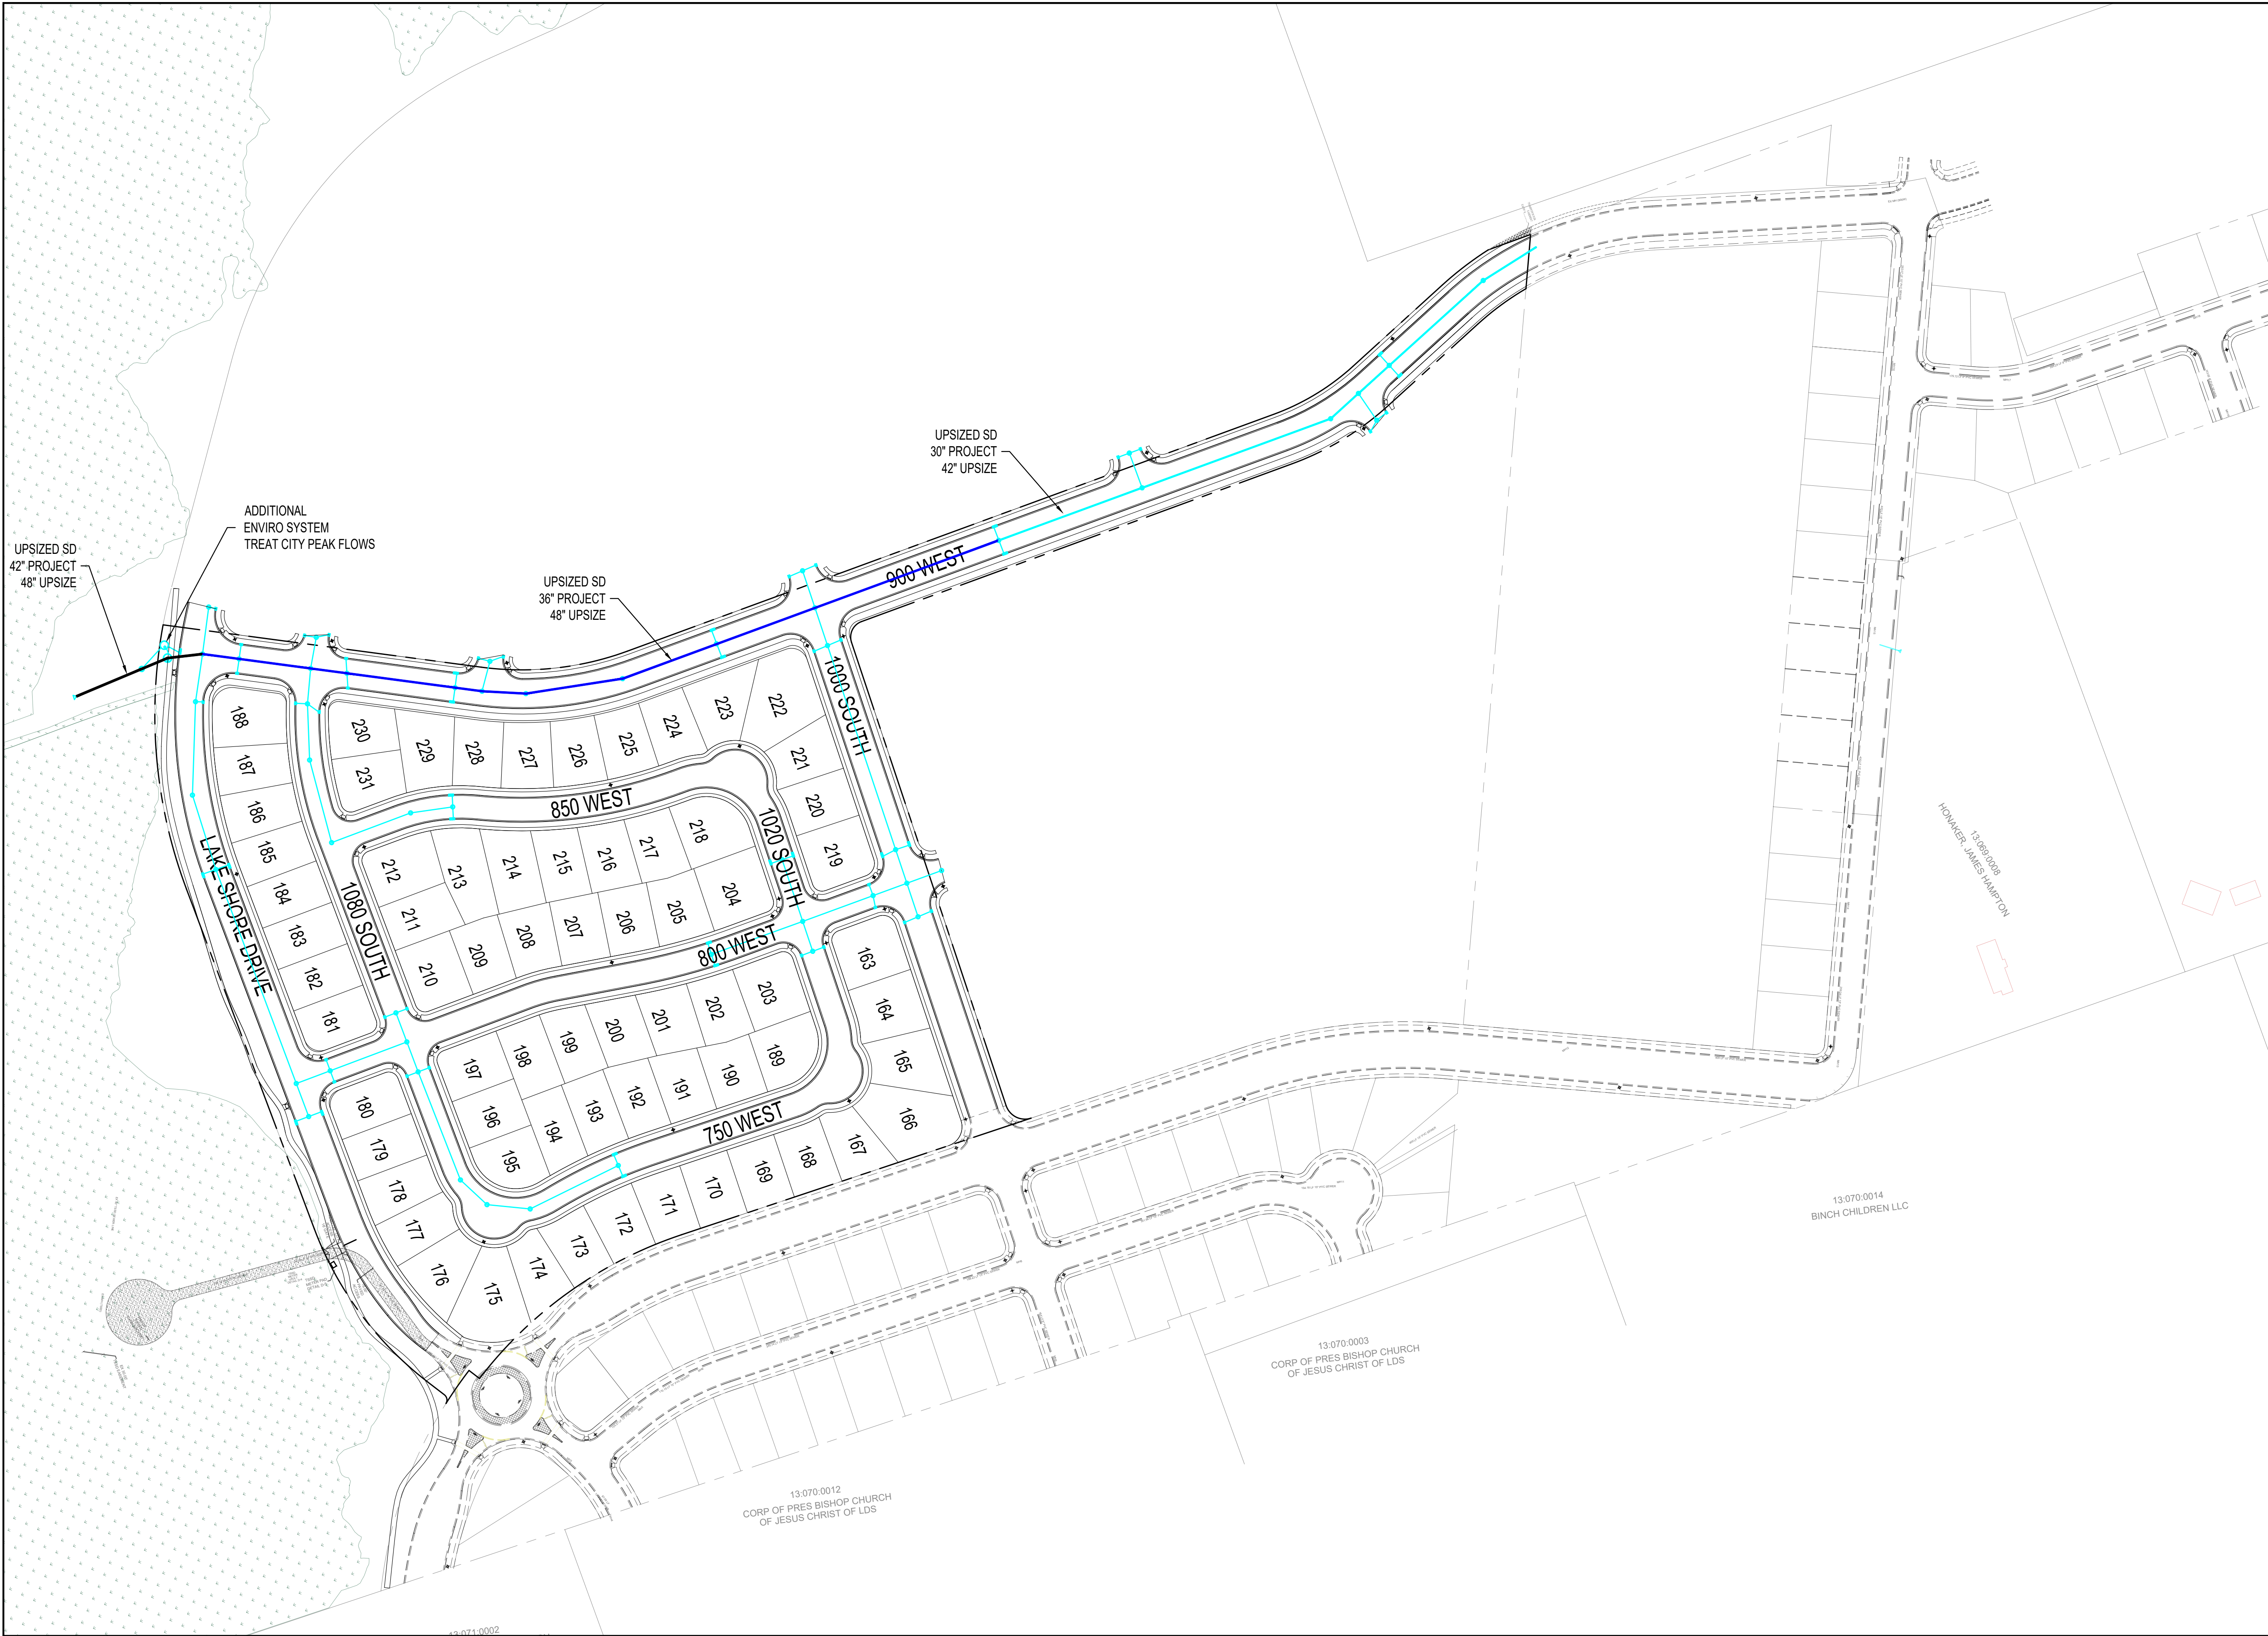 UPSIZED SD
30" PROJECT
42" UPSIZE
ADDITIONAL
ENVIRO SYSTEM
TREAT CITY PEAK FLOWS
UPSIZED SD
42" PROJECT
48" UPSIZE
UPSIZED SD
36" PROJECT
48" UPSIZE
900 WEST
1000 SOUTH
188
187
186
185
184
183
182
181
LAKE SHORE DRIVE
1080 SOUTH
230
231
229
228
227
226
225
224
223
222
221
220
219
850 WEST
1020 SOUTH
212
211
210
213
214
215
216
217
218
209
208
207
206
205
204
800 WEST
163
164
165
166
197
196
195
198
199
200
201
202
203
194
193
192
191
190
189
750 WEST
180
179
178
177
176
175
174
173
172
171
170
169
168
167
13:069:0008
HONAKER, JAMES HAMPTON
13:070:0014
BINCH CHILDREN LLC
13:070:0003
CORP OF PRES BISHOP CHURCH
OF JESUS CHRIST OF LDS
13:070:0012
CORP OF PRES BISHOP CHURCH
OF JESUS CHRIST OF LDS
13:071:0002